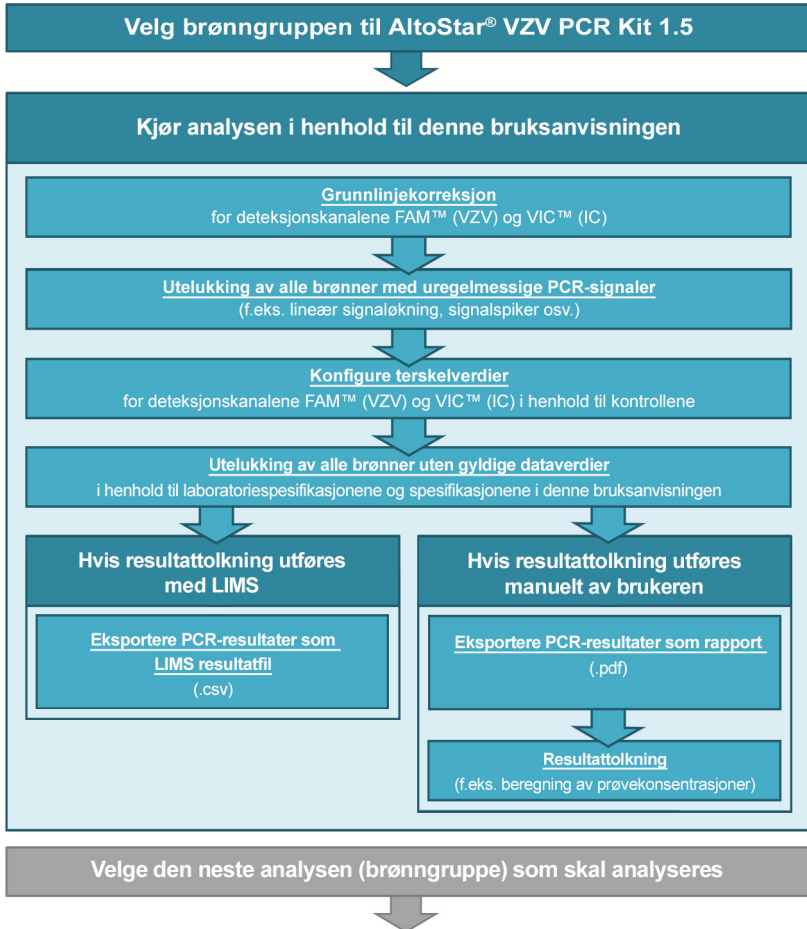 Velg brønngruppen til AltoStar® VZV PCR Kit 1.5
Kjør analysen i henhold til denne bruksanvisningen
Grunnlinjekorreksjon
for deteksjonskanalene FAM™ (VZV) og VIC™ (IC)
Utelukking av alle brønner med uregelmessige PCR-signaler
(f.eks. lineær signaløkning, signalspiker osv.)
Konfigure terskelverdier
for deteksjonskanalene FAM™ (VZV) og VIC™ (IC) i henhold til kontrollene
Utelukking av alle brønner uten gyldige dataverdier
i henhold til laboratoriespesifikasjonene og spesifikasjonene i denne bruksanvisningen
Hvis resultattolkning utføres
med LIMS
Eksportere PCR-resultater som
LIMS resultatfil
(.csv)
Hvis resultattolkning utføres
manuelt av brukeren
Eksportere PCR-resultater som rapport
(.pdf)
Resultattolkning
(f.eks. beregning av prøvekonsentrasjoner)
Velge den neste analysen (brønngruppe) som skal analyseres